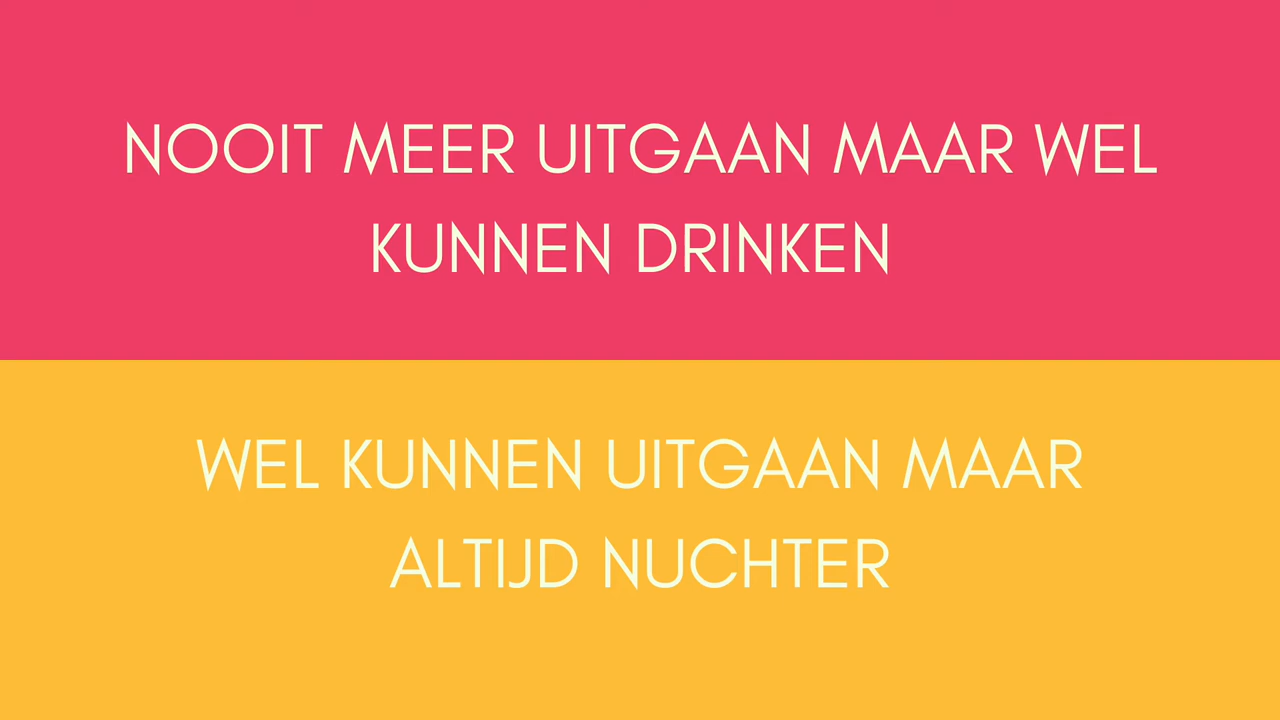 NOOIT MEER UITGAAN MAAR WEL
KUNNEN DRINKEN
WEL KUNNEN UITGAAN MAAR
ALTIJD NUCHTER